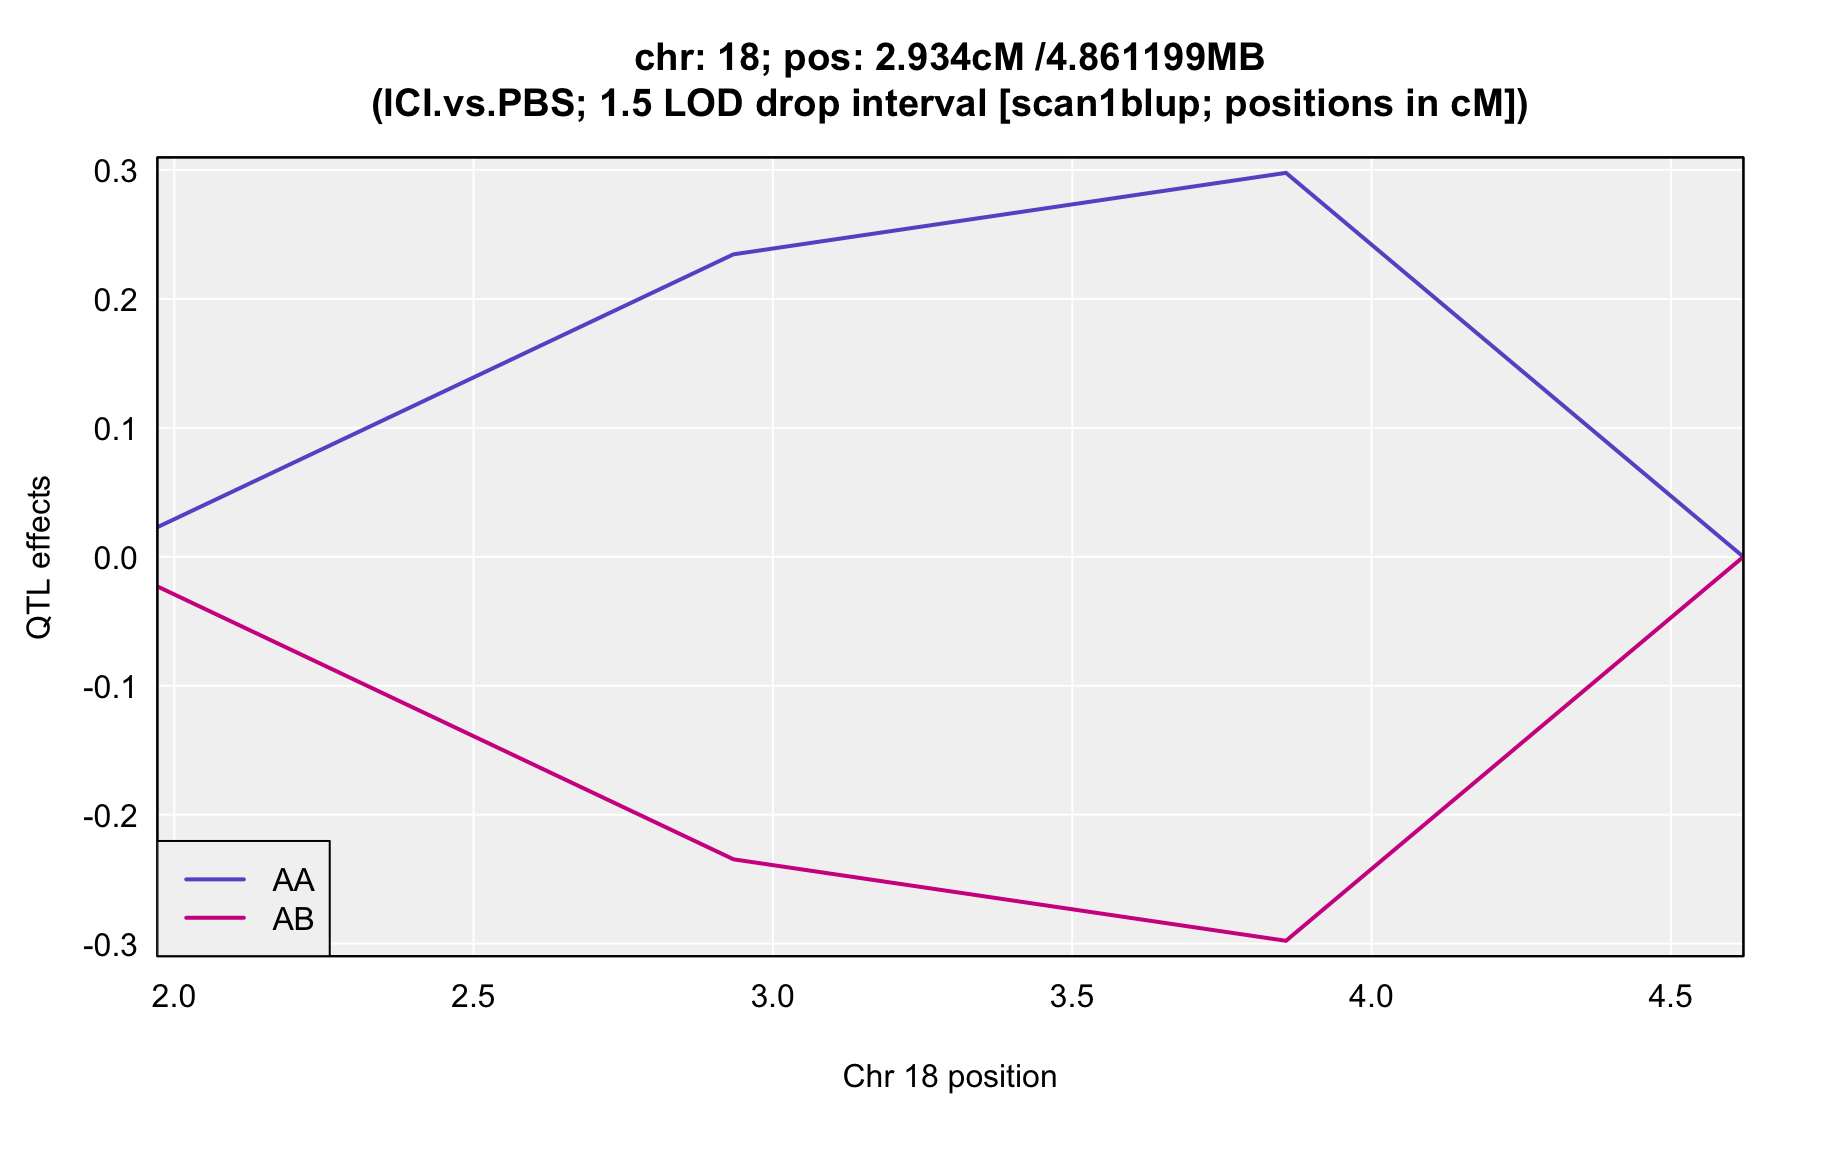 chr: 18; pos: 2.934cM /4.861199MB
(ICI.vs.PBS; 1.5 LOD drop interval [scan1blup; positions in cM])
QTL effects
0.3
0.2
0.1
0.0
-0.1
-0.2
-0.3
AA
AB
2.0 2.5 3.0 3.5 4.0 4.5
Chr 18 position